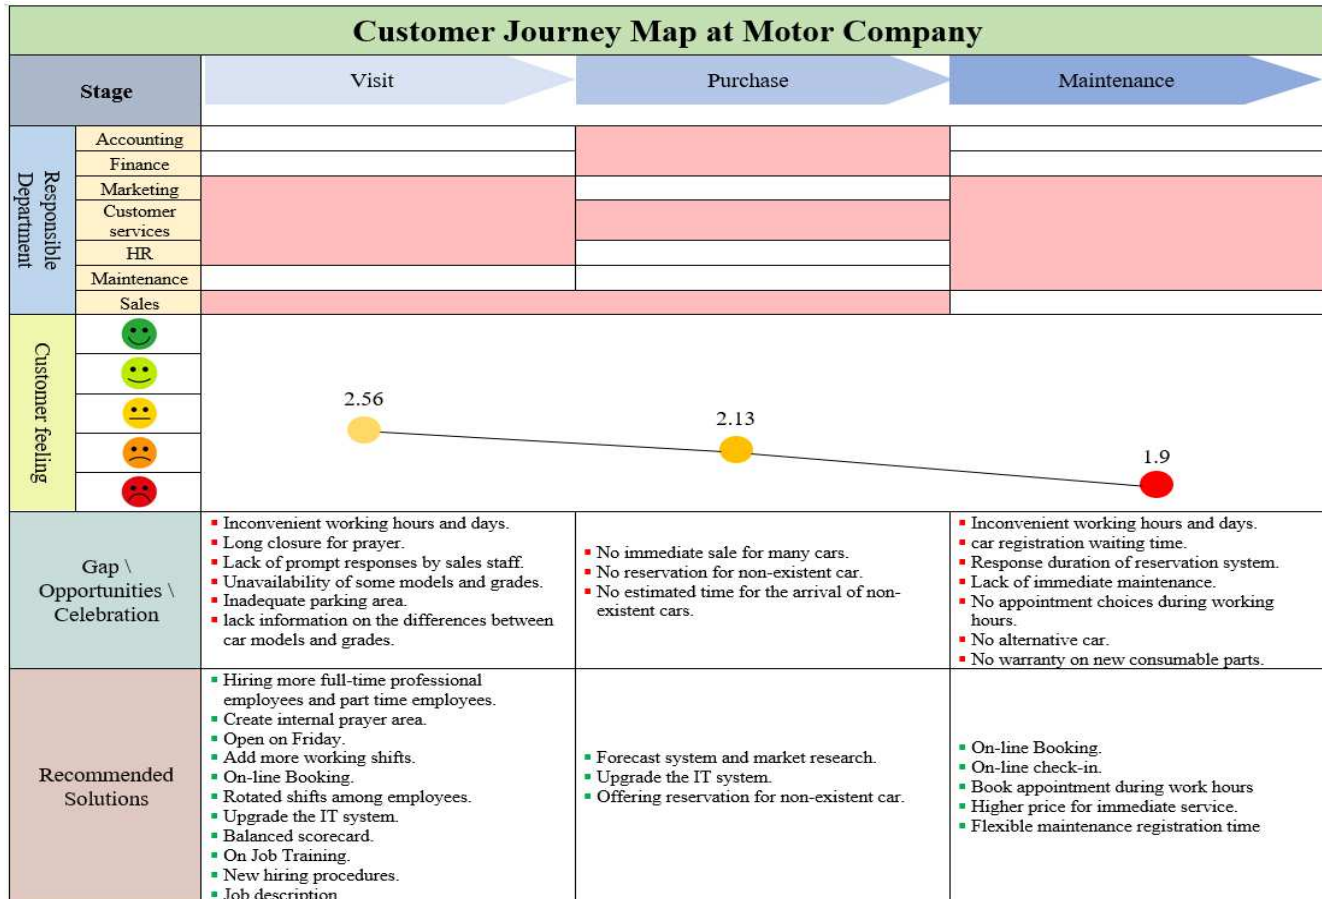 Customer Journey Map at Motor Company
Stage
Visit
Purchase
Maintenance
Responsible
Department
Accounting
Finance
Marketing
Customer
services
HR
Maintenance
Sales
Customer feeling
2.56
2.13
1.9
Gap \
Opportunities \
Celebration
Inconvenient working hours and days.
Long closure for prayer.
Lack of prompt responses by sales staff.
Unavailability of some models and grades.
Inadequate parking area.
lack information on the differences between
car models and grades.
No immediate sale for many cars.
No reservation for non-existent car.
No estimated time for the arrival of non-
existent cars.
Inconvenient working hours and days.
car registration waiting time.
Response duration of reservation system.
Lack of immediate maintenance.
No appointment choices during working
hours.
No alternative car.
No warranty on new consumable parts.
Recommended
Solutions
Hiring more full-time professional
employees and part time employees.
Create internal prayer area.
Open on Friday.
Add more working shifts.
On-line Booking.
Rotated shifts among employees.
Upgrade the IT system.
Balanced scorecard.
On Job Training.
New hiring procedures.
Job description
Forecast system and market research.
Upgrade the IT system.
Offering reservation for non-existent car.
On-line Booking.
On-line check-in.
Book appointment during work hours
Higher price for immediate service.
Flexible maintenance registration time